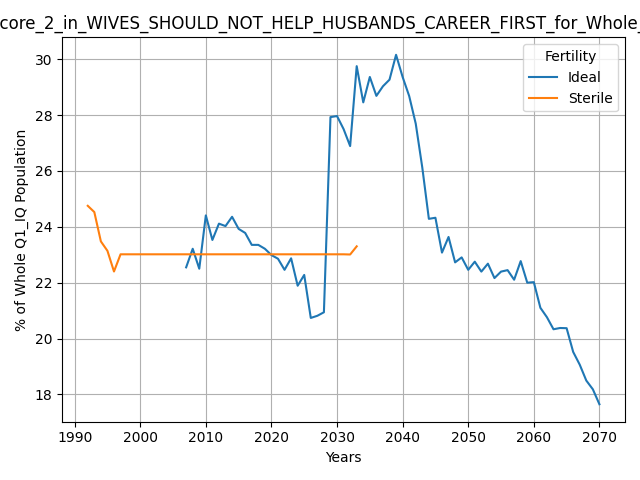 core_2_in_WIVES_SHOULD_NOT_HELP_HUSBANDS_CAREER_FIRST_for_Whole_
Fertility
Ideal
Sterile
% of Whole Q1_IQ Population
30
28
26
24
22
20
18
1990
2000
2010
2020
2030
2040
2050
2060
2070
Years